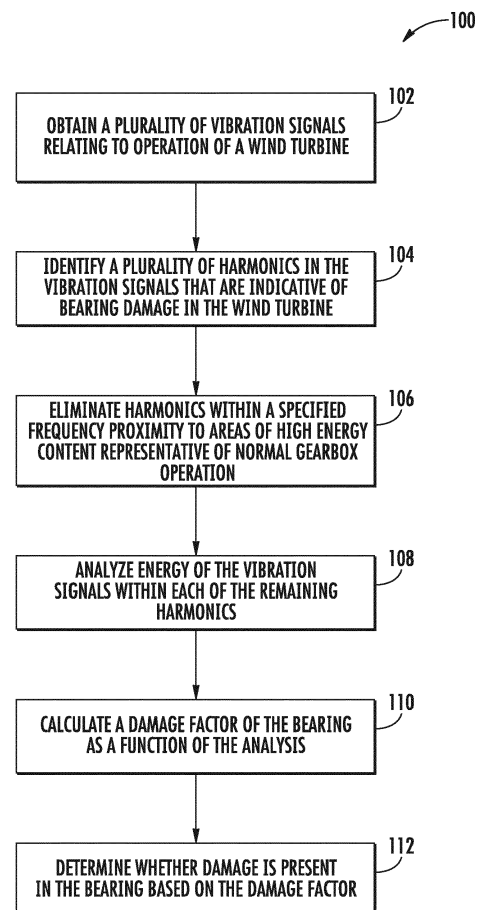 100
102
OBTAIN A PLURALITY OF VIBRATION SIGNALS
RELATING TO OPERATION OF A WIND TURBINE
104
IDENTIFY A PLURALITY OF HARMONICS IN THE
VIBRATION SIGNALS THAT ARE INDICATIVE OF
BEARING DAMAGE IN THE WIND TURBINE
106
ELIMINATE HARMONICS WITHIN A SPECIFIED
FREQUENCY PROXIMITY TO AREAS OF HIGH ENERGY
CONTENT REPRESENTATIVE OF NORMAL GEARBOX
OPERATION
108
ANALYZE ENERGY OF THE VIBRATION
SIGNALS WITHIN EACH OF THE REMAINING
HARMONICS
110
CALCULATE A DAMAGE FACTOR OF THE BEARING
AS A FUNCTION OF THE ANALYSIS
112
DETERMINE WHETHER DAMAGE IS PRESENT
IN THE BEARING BASED ON THE DAMAGE FACTOR